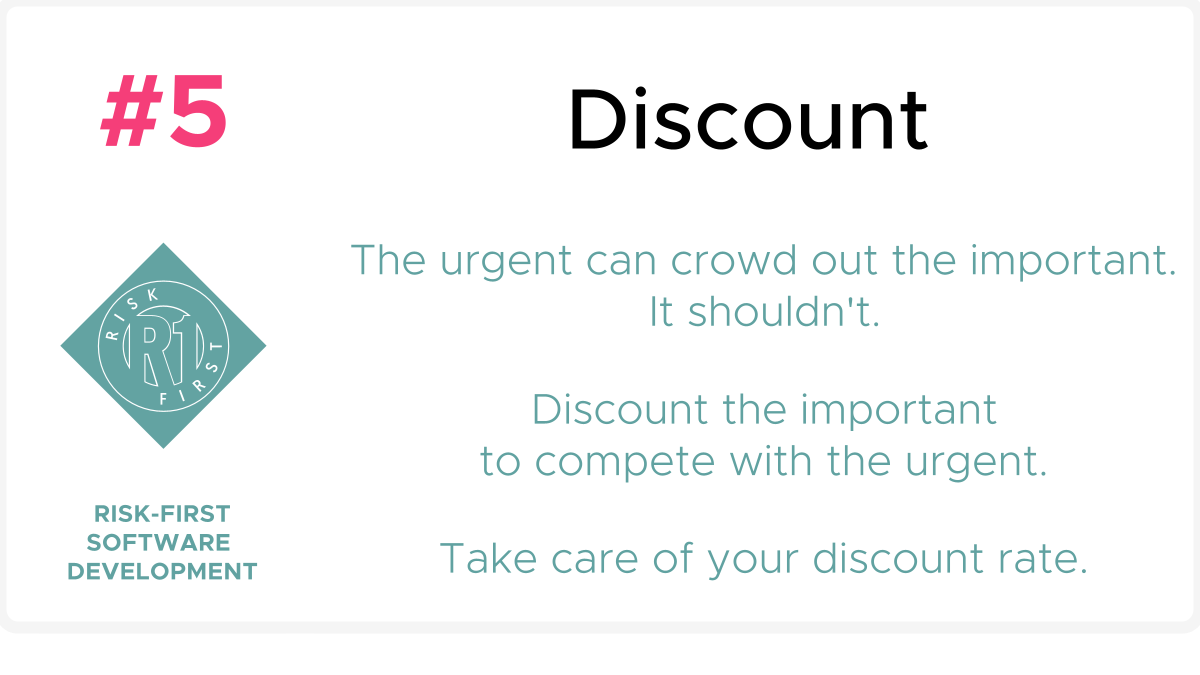 #5
Discount
The urgent can crowd out the important.
It shouldn't.
Discount the important
to compete with the urgent.
Take care of your discount rate.
RISK
R1
FIRST
RISK-FIRST
SOFTWARE
DEVELOPMENT